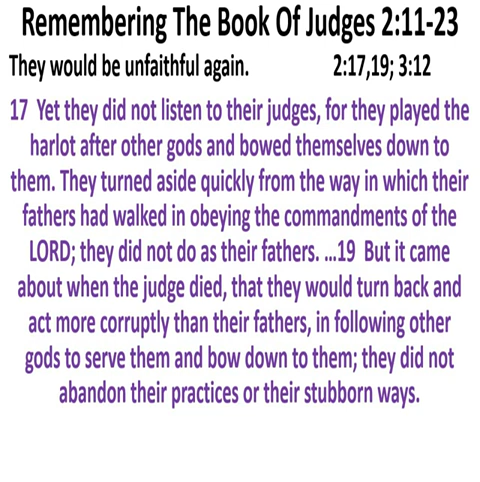 Remembering The Book Of Judges 2:11-23
They would be unfaithful again. 2:17,19; 3:12
17 Yet they did not listen to their judges, for they played the
harlot after other gods and bowed themselves down to
them. They turned aside quickly from the way in which their
fathers had walked in obeying the commandments of the
LORD; they did not do as their fathers. ...19 But it came
about when the judge died, that they would turn back and
act more corruptly than their fathers, in following other
gods to serve them and bow down to them; they did not
abandon their practices or their stubborn ways.